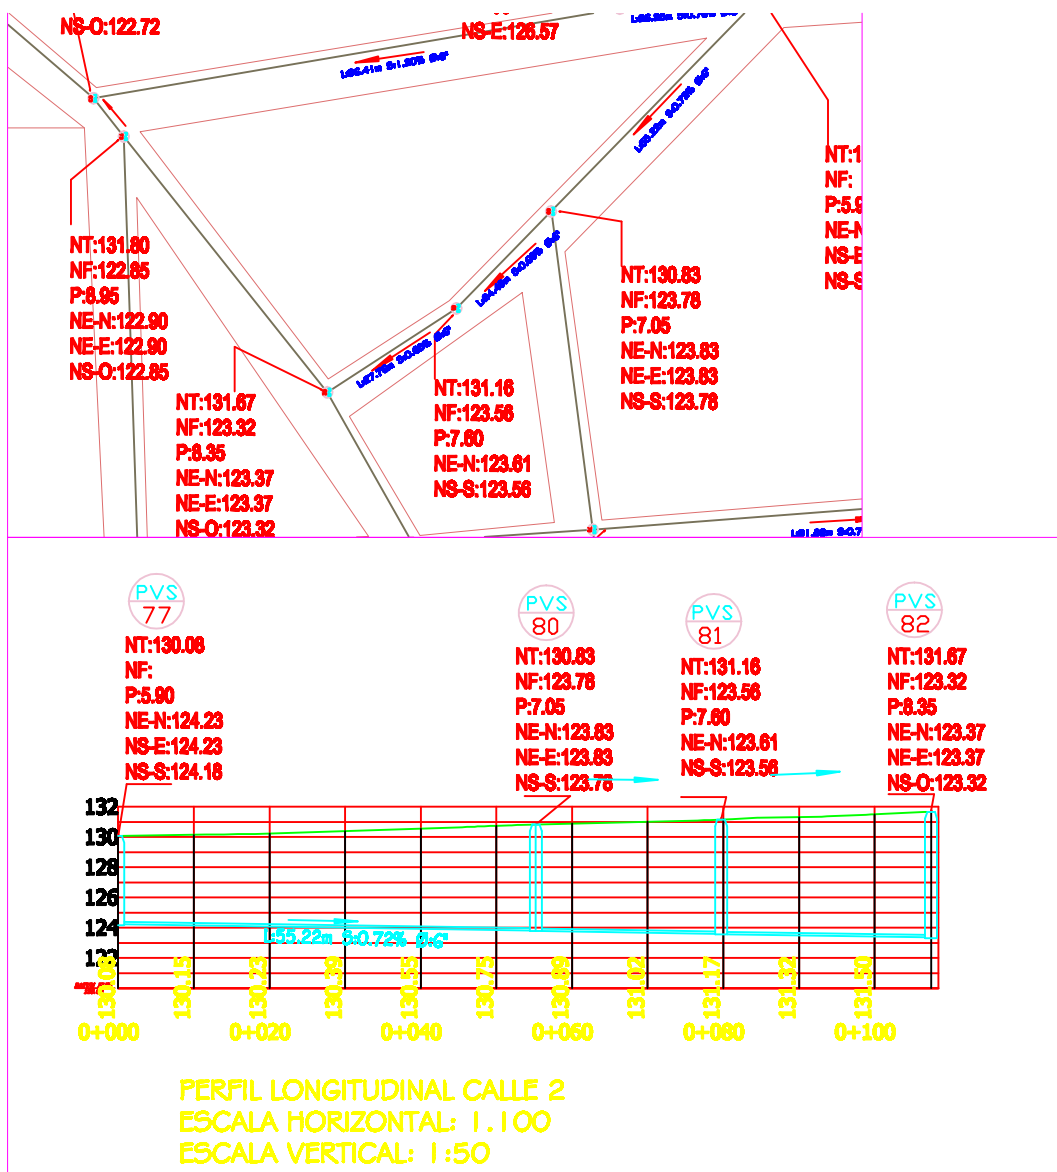 NS-O:122.72
NS-E:126.57
NT:131.80
NF:122.85
P:8.95
NE-N:122.90
NE-E:122.90
NS-O:122.85
NT:131.67
NF:123.32
P:8.35
NE-N:123.37
NE-E:123.37
NS-O:123.32
NT:131.16
NF:123.56
P:7.60
NE-N:123.61
NS-S:123.56
NT:130.83
NF:123.78
P:7.05
NE-N:123.83
NE-E:123.83
NS-S:123.78
NT:1
NF:
P:5.9
NE-N
NS-E
NS-S
PVS
77
NT:130.08
NF:
P:5.90
NE-N:124.23
NS-E:124.23
NS-S:124.18
PVS
80
NT:130.83
NF:123.78
P:7.05
NE-N:123.83
NE-E:123.83
NS-S:123.78
PVS
81
NT:131.16
NF:123.56
P:7.60
NE-N:123.61
NS-S:123.56
PVS
82
NT:131.67
NF:123.32
P:8.35
NE-N:123.37
NE-E:123.37
NS-O:123.32
132
130
128
126
124
122
L:55.22m S:0.72% Ø:6"
130.08 130.15 130.23 130.39 130.55 130.75 130.89 131.02 131.17 131.32 131.50
0+000 0+020 0+040 0+060 0+080 0+100
PERFIL LONGITUDINAL CALLE 2
ESCALA HORIZONTAL: 1.100
ESCALA VERTICAL: 1:50